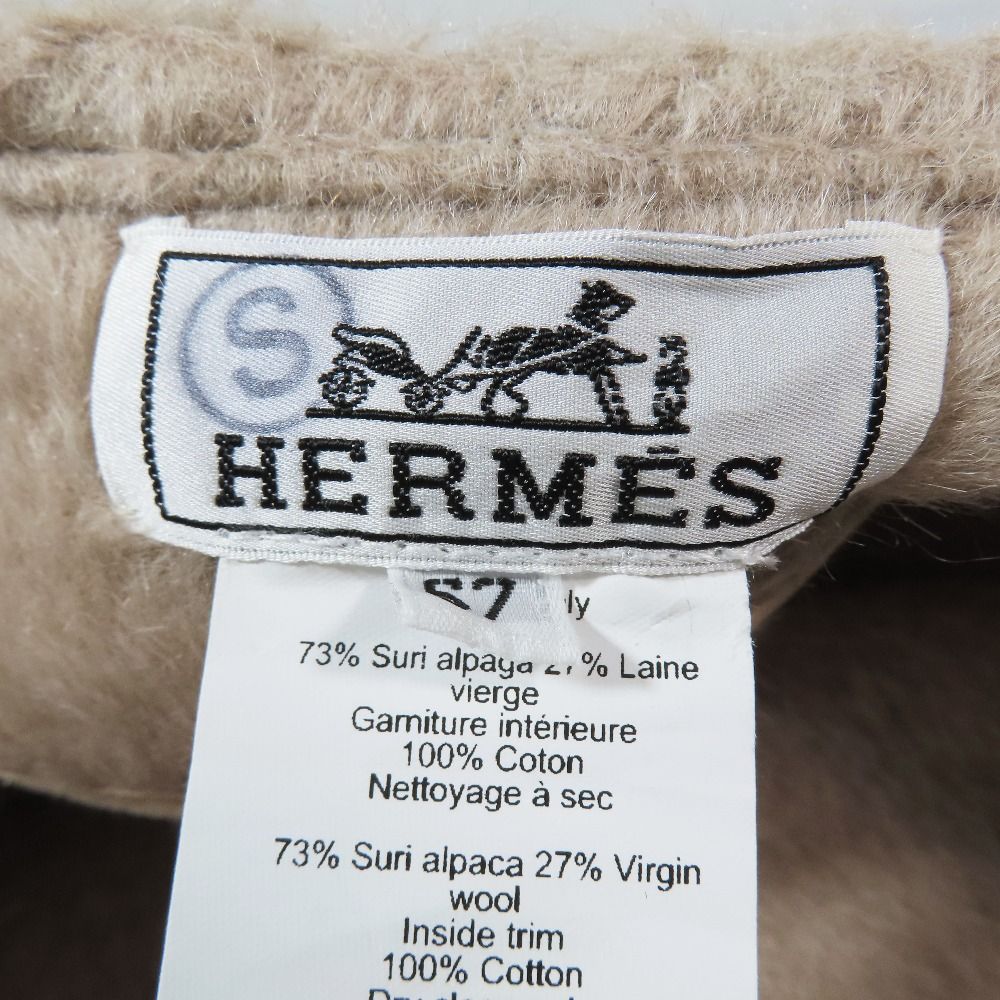 S
HERMÈS
57
73% Suri alpaga 27% Laine
vierge
Garniture intérieure
100% Coton
Nettoyage à sec
73% Suri alpaca 27% Virgin
wool
Inside trim
100% Cotton